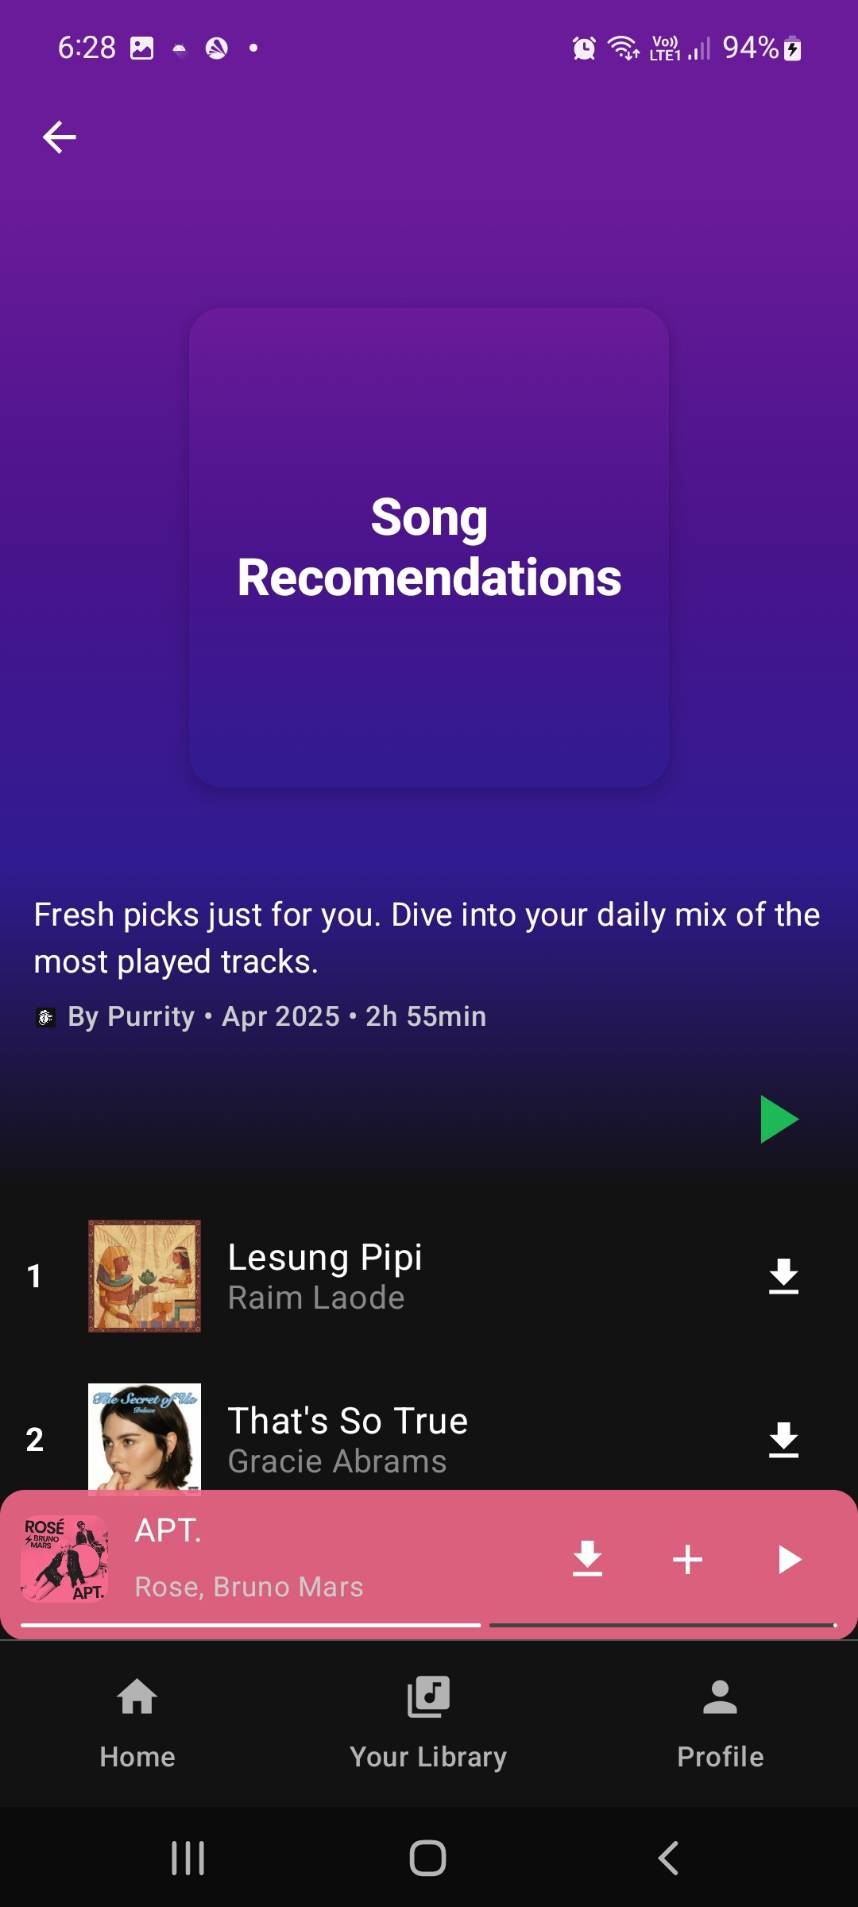 6:28
Vo))
LTE1
94%
Song
Recomendations
Fresh picks just for you. Dive into your daily mix of the
most played tracks.
By Purrity • Apr 2025 • 2h 55min
1
Lesung Pipi
Raim Laode
The Secret of Us
Deluxe
2
That's So True
Gracie Abrams
ROSÉ
BRUNO
MARS
APT.
APT.
Rose, Bruno Mars
Home
Your Library
Profile